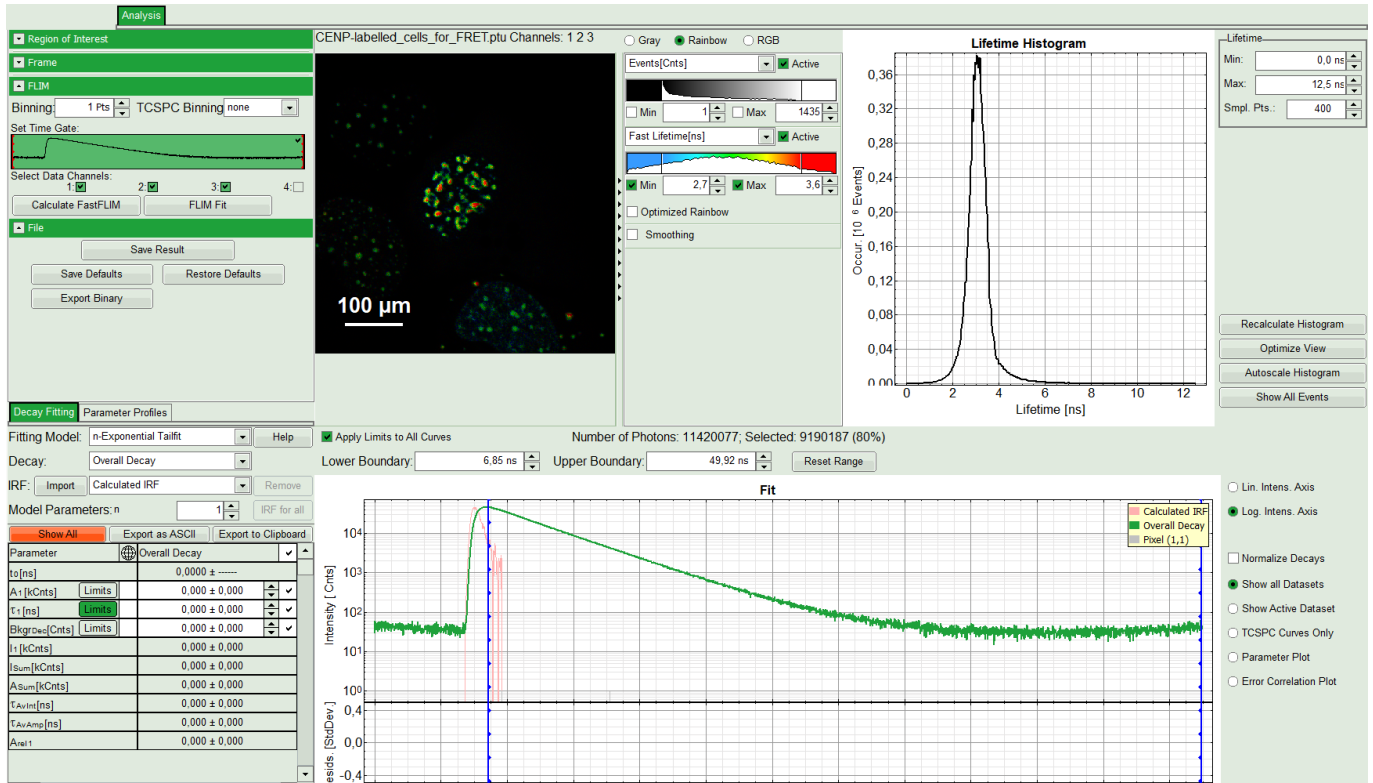 Analysis
Region of Interest
Frame
FLIM
Binning: 1 Pts TCSPC Binning none
Set Time Gate:
Select Data Channels:
1: 2: 3: 4:
Calculate FastFLIM FLIM Fit
File
Save Result
Save Defaults Restore Defaults
Export Binary
CENP-labelled_cells_for_FRET.ptu Channels: 1 2 3
100 µm
Gray Rainbow RGB
Events[Cnts] Active
Min 1 Max 1435
Fast Lifetime[ns] Active
Min 2,7 Max 3,6
Optimized Rainbow
Smoothing
Lifetime Histogram
Occur. [10 6 Events]
0,36
0,32
0,28
0,24
0,20
0,16
0,12
0,08
0,04
0,00
0 2 4 6 8 10 12
Lifetime [ns]
Lifetime
Min: 0,0 ns
Max: 12,5 ns
Smpl. Pts.: 400
Recalculate Histogram
Optimize View
Autoscale Histogram
Show All Events
Decay Fitting Parameter Profiles
Fitting Model: n-Exponential Tailfit Help
Decay: Overall Decay
IRF: Import Calculated IRF Remove
Model Parameters: n 1 IRF for all
Show All Export as ASCII Export to Clipboard
Parameter Overall Decay
t0[ns] 0,0000 ± ------
A1[kCnts] Limits 0,000 ± 0,000
τ1[ns] Limits 0,000 ± 0,000
BkgrDec[Cnts] Limits 0,000 ± 0,000
I1[kCnts] 0,000 ± 0,000
ISum[kCnts] 0,000 ± 0,000
ASum[kCnts] 0,000 ± 0,000
τAvInt[ns] 0,000 ± 0,000
τAvAmp[ns] 0,000 ± 0,000
Arel1 0,000 ± 0,000
Apply Limits to All Curves Number of Photons: 11420077; Selected: 9190187 (80%)
Lower Boundary: 6,85 ns Upper Boundary: 49,92 ns Reset Range
Fit
Intensity [ Cnts]
10⁴
10³
10²
10¹
10⁰
Calculated IRF
Overall Decay
Pixel (1,1)
esids. [StdDev.]
0,4
0,0
-0,4
Lin. Intens. Axis
Log. Intens. Axis
Normalize Decays
Show all Datasets
Show Active Dataset
TCSPC Curves Only
Parameter Plot
Error Correlation Plot